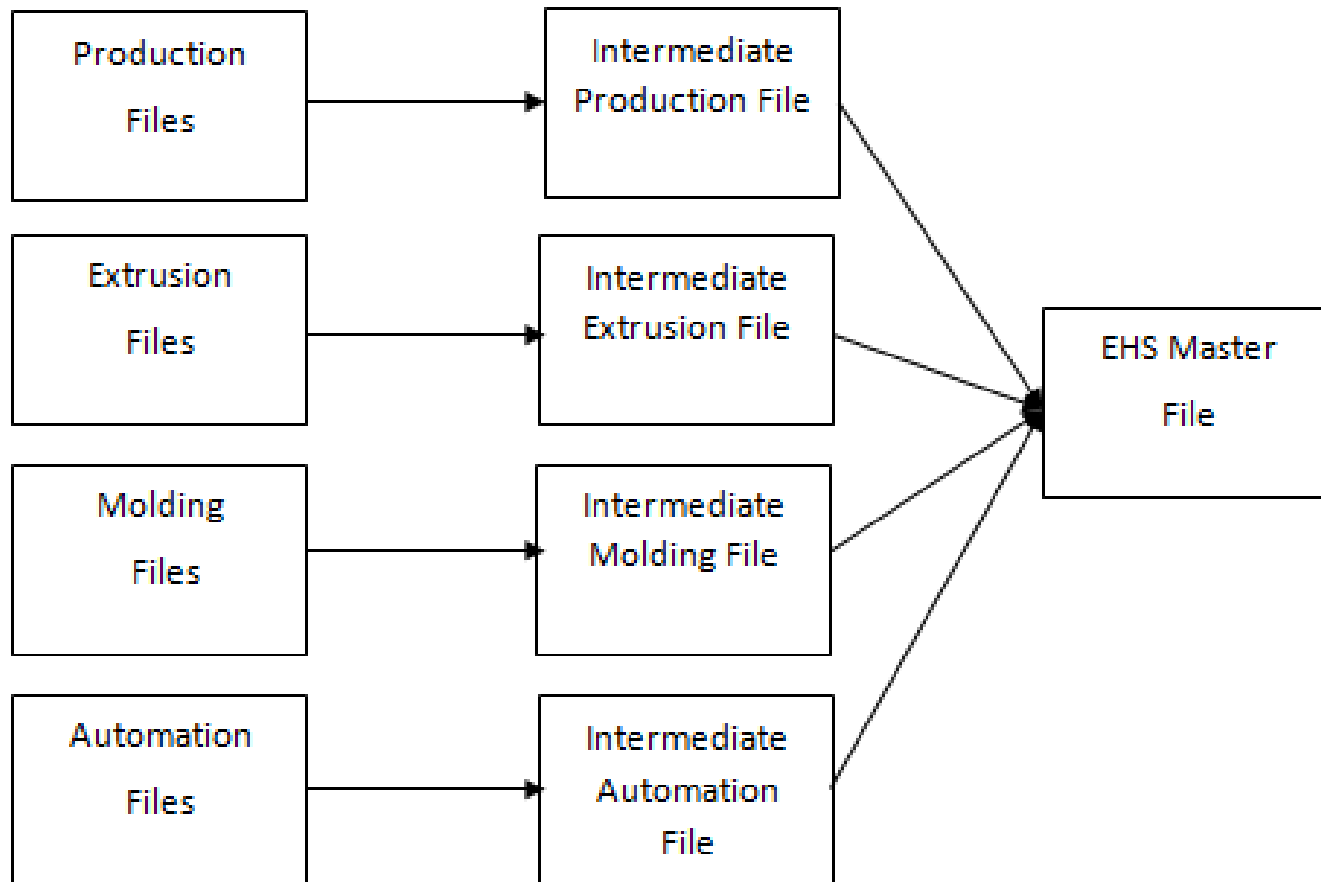 Production
Files
Intermediate
Production File
Extrusion
Files
Intermediate
Extrusion File
EHS Master
File
Molding
Files
Intermediate
Molding File
Automation
Files
Intermediate
Automation
File